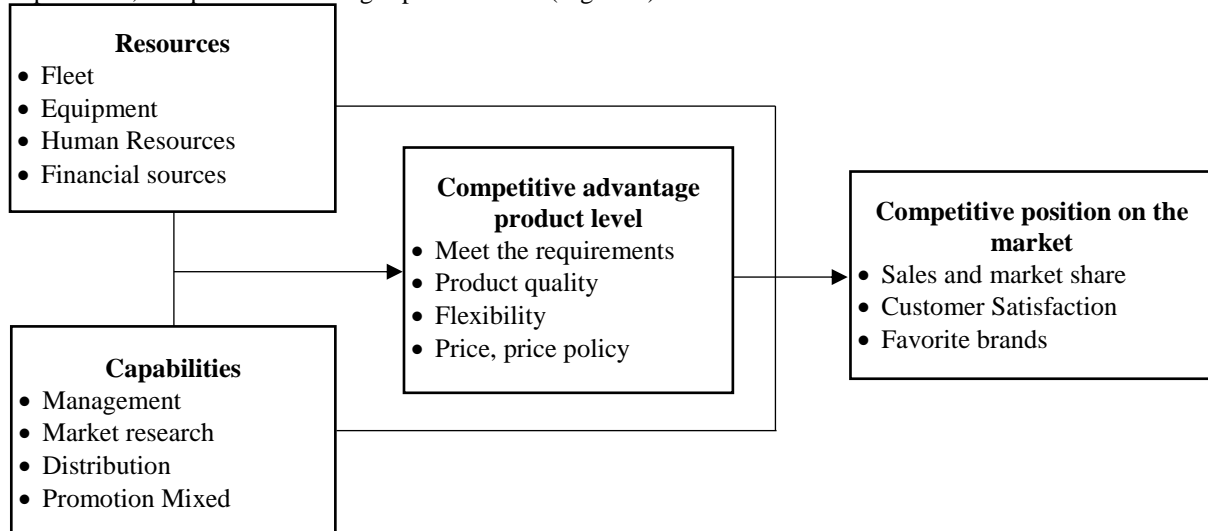 Resources
• Fleet
• Equipment
• Human Resources
• Financial sources
Competitive advantage
product level
• Meet the requirements
• Product quality
• Flexibility
• Price, price policy
Competitive position on the
market
• Sales and market share
• Customer Satisfaction
• Favorite brands
Capabilities
• Management
• Market research
• Distribution
• Promotion Mixed